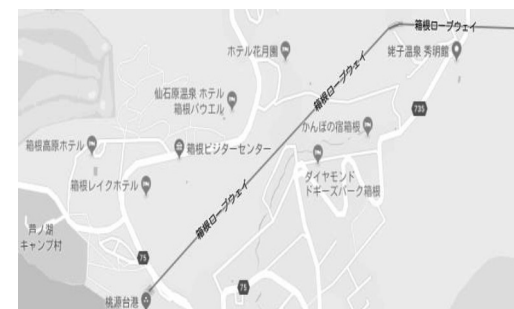 箱根ロープウェイ
ホテル花月園
姥子温泉 秀明館
仙石原温泉 ホテル
箱根パウエル
箱根ロープウェイ
735
かんぽの宿箱根
箱根高原ホテル
箱根ビジターセンター
ダイヤモンド
ドギーズパーク箱根
箱根レイクホテル
箱根ロープウェイ
芦ノ湖
キャンプ村
75
75
桃源台港